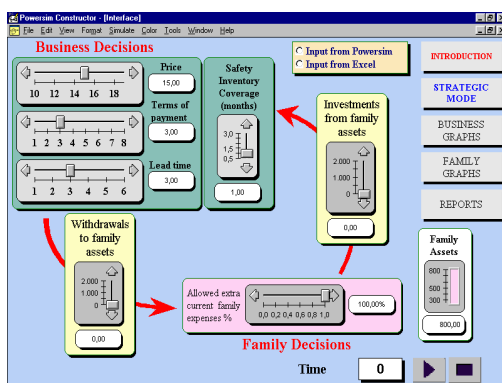 Powersim Constructor - [Interface]
File Edit View Format Simulate Color Tools Window Help
Business Decisions
Price
15,00
10 12 14 16 18
Terms of
payment
3,00
1 2 3 4 5 6 7 8
Lead time
3,00
1 2 3 4 5 6
Safety
Inventory
Coverage
(months)
3,0
1,5
0,5
1,00
Input from Powersim
Input from Excel
Investments
from family
assets
2.000
1.000
0
0,00
INTRODUCTION
STRATEGIC
MODE
BUSINESS
GRAPHS
FAMILY
GRAPHS
REPORTS
Withdrawals
to family
assets
2.000
1.000
0
0,00
Allowed extra
current family
expenses %
0,0 0,2 0,4 0,6 0,8 1,0
100,00%
Family Decisions
Family
Assets
800
500
300
800,00
Time
0